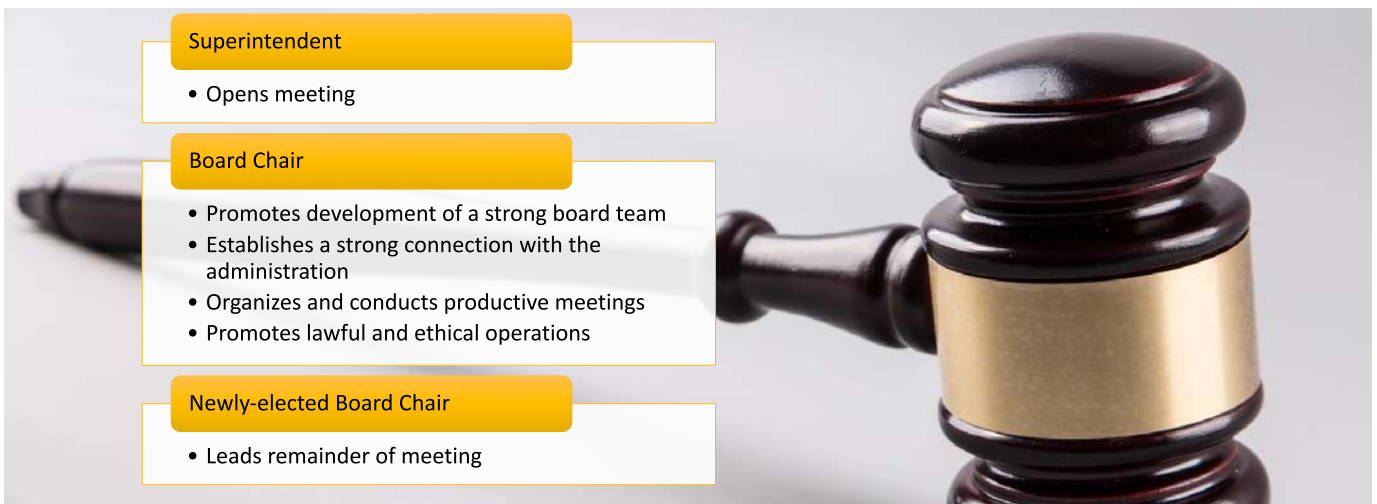 Superintendent
• Opens meeting
Board Chair
• Promotes development of a strong board team
• Establishes a strong connection with the
administration
• Organizes and conducts productive meetings
• Promotes lawful and ethical operations
Newly-elected Board Chair
• Leads remainder of meeting